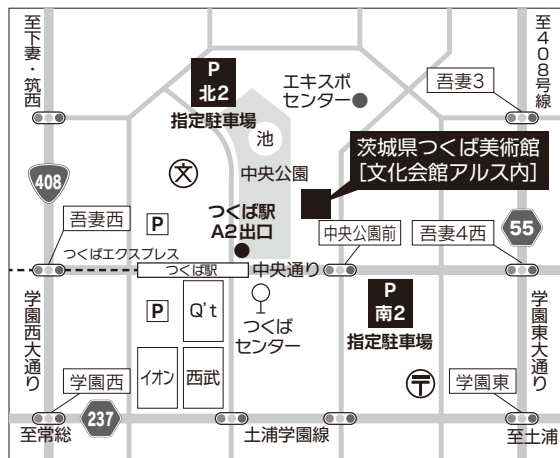 至下妻・筑西
至408号線
P
北2
指定駐車場
エキスポ
センター
吾妻3
池
408
文
中央公園
茨城県つくば美術館
[文化会館アルス内]
吾妻西
P
つくば駅
A2出口
中央公園前
吾妻4西
55
つくばエクスプレス
つくば駅
中央通り
学園西大通り
P
Q't
つくば
センター
P
南2
指定駐車場
学園東大通り
イオン
西武
〒
学園西
学園東
237
至常総
土浦学園線
至土浦